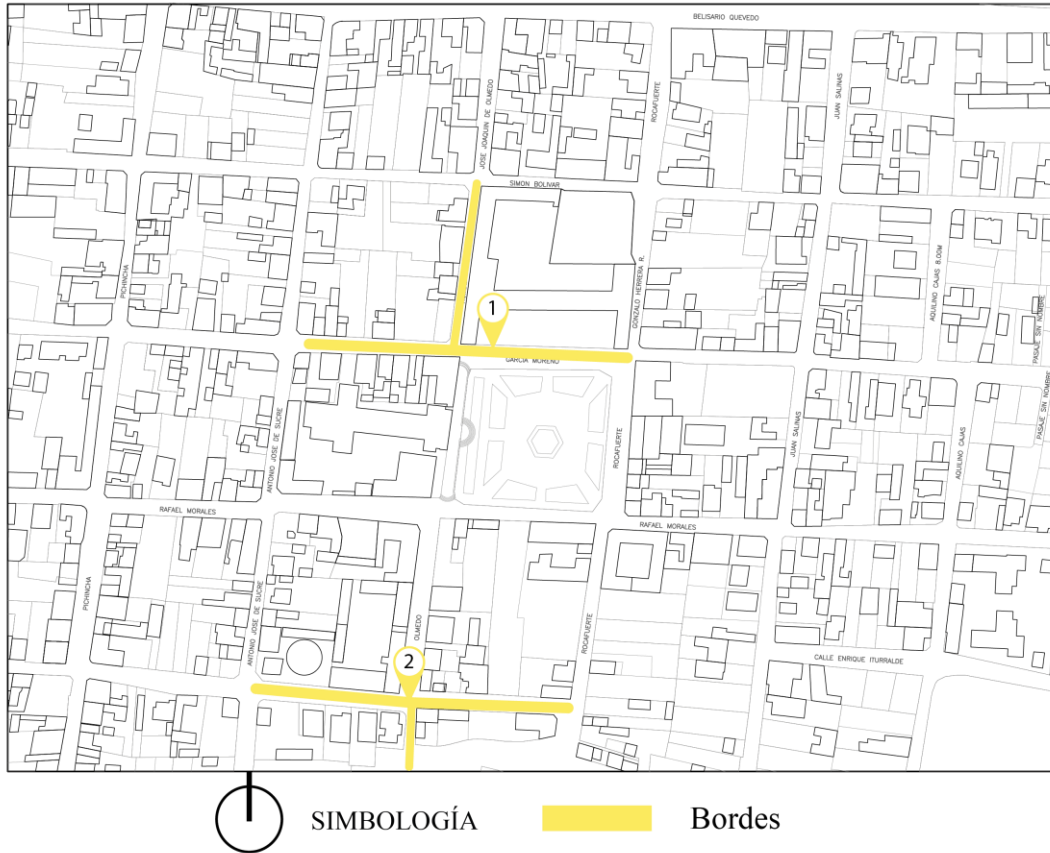 BELISARIO QUEVEDO
JOSE JOAQUIN DE OLMEDO
ROCAFUERTE
JUAN SALINAS
SIMON BOLIVAR
PICHINCHA
GONZALO HERRERA R.
AQUILINO CAJAS 8.00M
PASAJE SIN NOMBRE
1
GARCIA MORENO
ANTONIO JOSE DE SUCRE
ROCAFUERTE
JUAN SALINAS
AQUILINO CAJAS
PASAJE SIN NOMBRE
RAFAEL MORALES
RAFAEL MORALES
PICHINCHA
ANTONIO JOSE DE SUCRE
OLMEDO
ROCAFUERTE
CALLE ENRIQUE ITURRALDE
2
SIMBOLOGÍA
Bordes